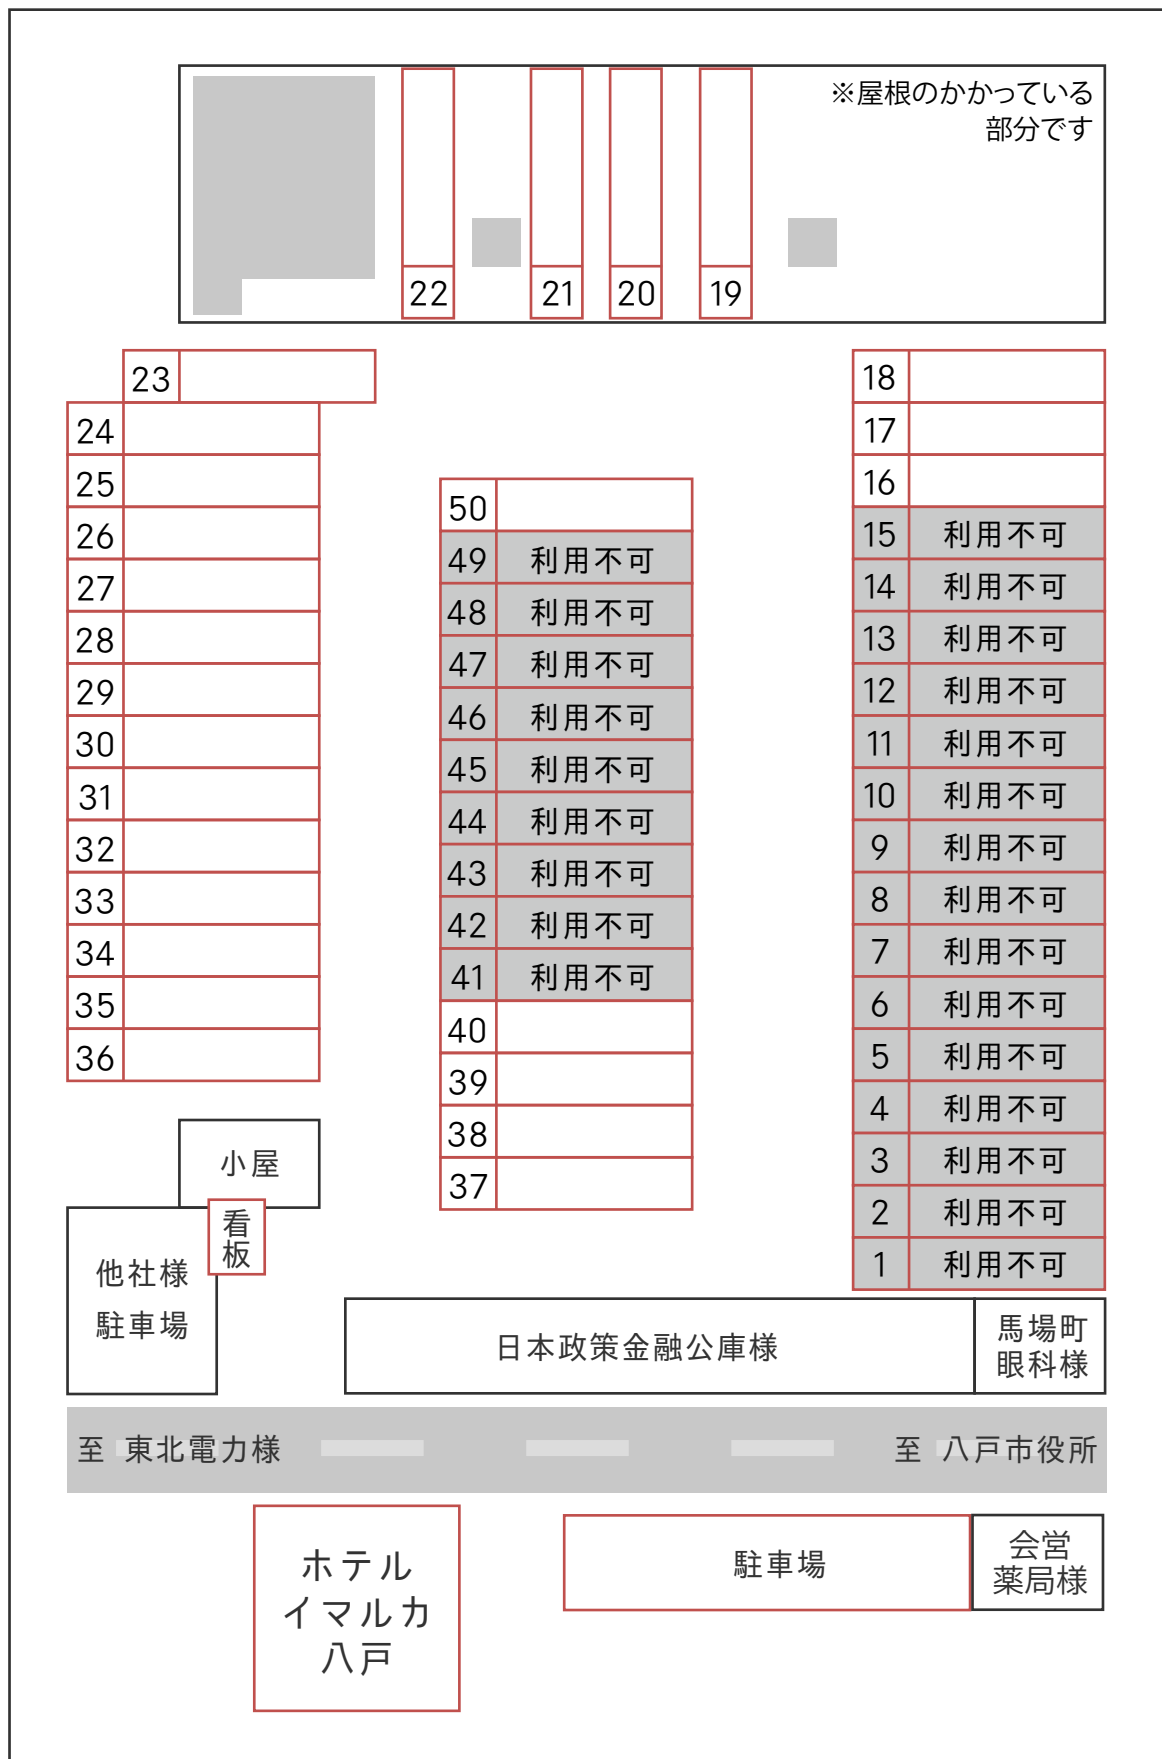 ※屋根のかかっている
部分です
22
21
20
19
23
24
25
26
27
28
29
30
31
32
33
34
35
36
50
49 利用不可
48 利用不可
47 利用不可
46 利用不可
45 利用不可
44 利用不可
43 利用不可
42 利用不可
41 利用不可
40
39
38
37
18
17
16
15 利用不可
14 利用不可
13 利用不可
12 利用不可
11 利用不可
10 利用不可
9 利用不可
8 利用不可
7 利用不可
6 利用不可
5 利用不可
4 利用不可
3 利用不可
2 利用不可
1 利用不可
小屋
看
板
他社様
駐車場
日本政策金融公庫様
馬場町
眼科様
至 東北電力様
至 八戸市役所
ホテル
イマルカ
八戸
駐車場
会営
薬局様